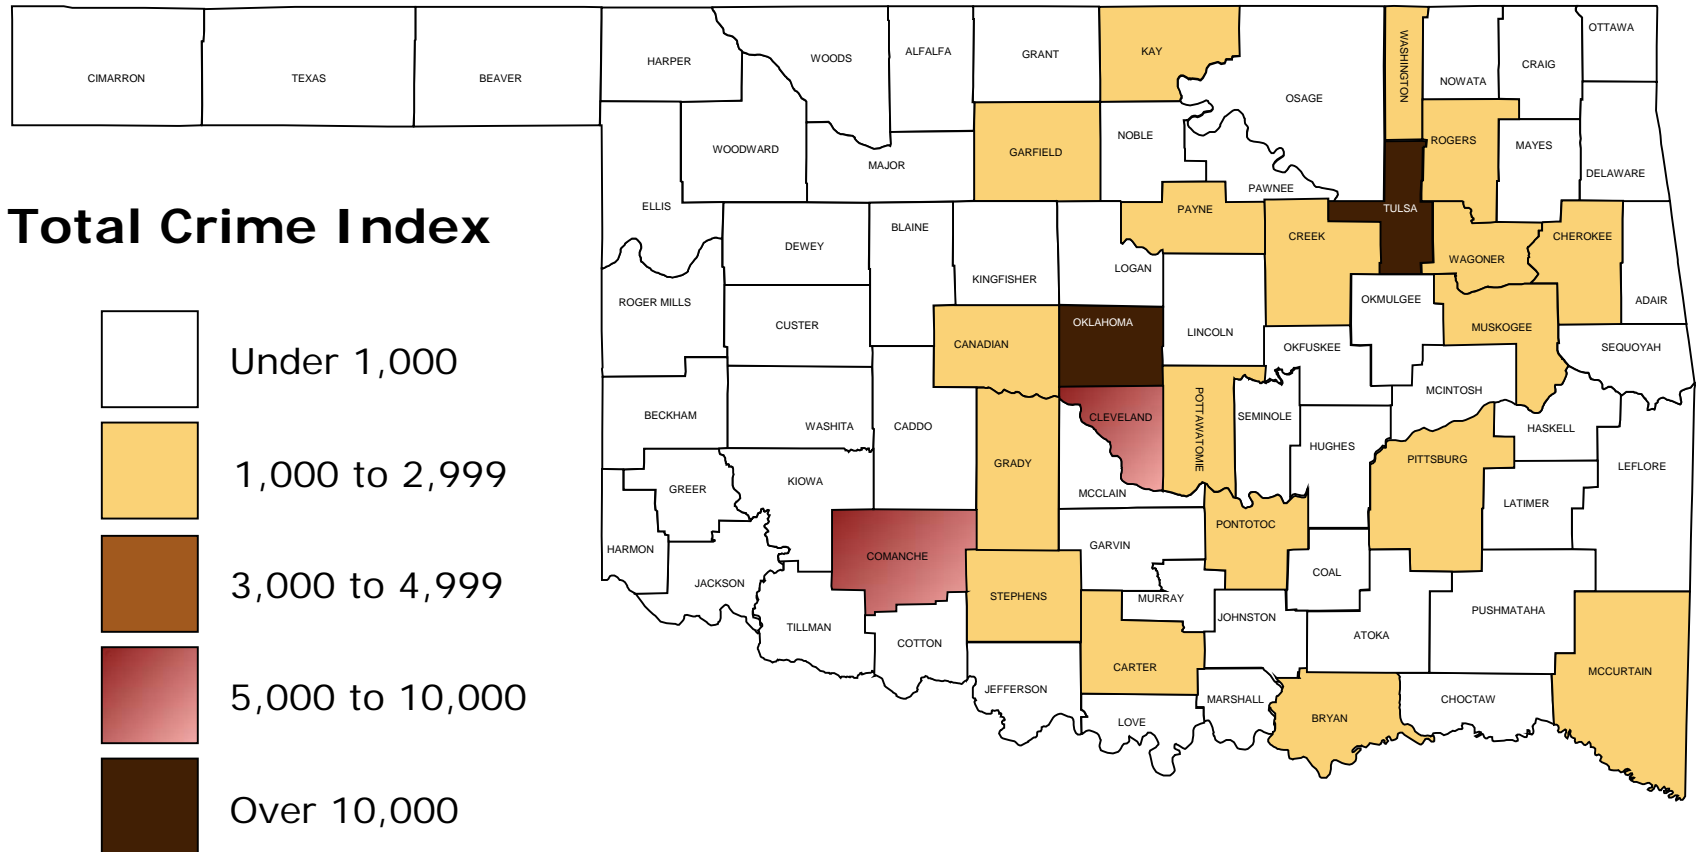 OTTAWA
WOODS
ALFALFA
GRANT
KAY
WASHINGTON
HARPER
CRAIG
CIMARRON
TEXAS
BEAVER
NOWATA
OSAGE
NOBLE
ROGERS
MAYES
WOODWARD
GARFIELD
MAJOR
DELAWARE
PAWNEE
ELLIS
PAYNE
TULSA
Total Crime Index
BLAINE
CREEK
CHEROKEE
DEWEY
WAGONER
LOGAN
KINGFISHER
ROGER MILLS
OKMULGEE
ADAIR
CUSTER
OKLAHOMA
LINCOLN
MUSKOGEE
CANADIAN
OKFUSKEE
SEQUOYAH
Under 1,000
MCINTOSH
BECKHAM
WASHITA
CADDO
CLEVELAND
POTTAWATOMIE
SEMINOLE
HASKELL
HUGHES
GRADY
PITTSBURG
LEFLORE
1,000 to 2,999
GREER
KIOWA
MCCLAIN
LATIMER
PONTOTOC
HARMON
COMANCHE
GARVIN
COAL
3,000 to 4,999
JACKSON
STEPHENS
MURRAY
PUSHMATAHA
JOHNSTON
TILLMAN
COTTON
ATOKA
CARTER
MCCURTAIN
5,000 to 10,000
JEFFERSON
MARSHALL
CHOCTAW
LOVE
BRYAN
Over 10,000